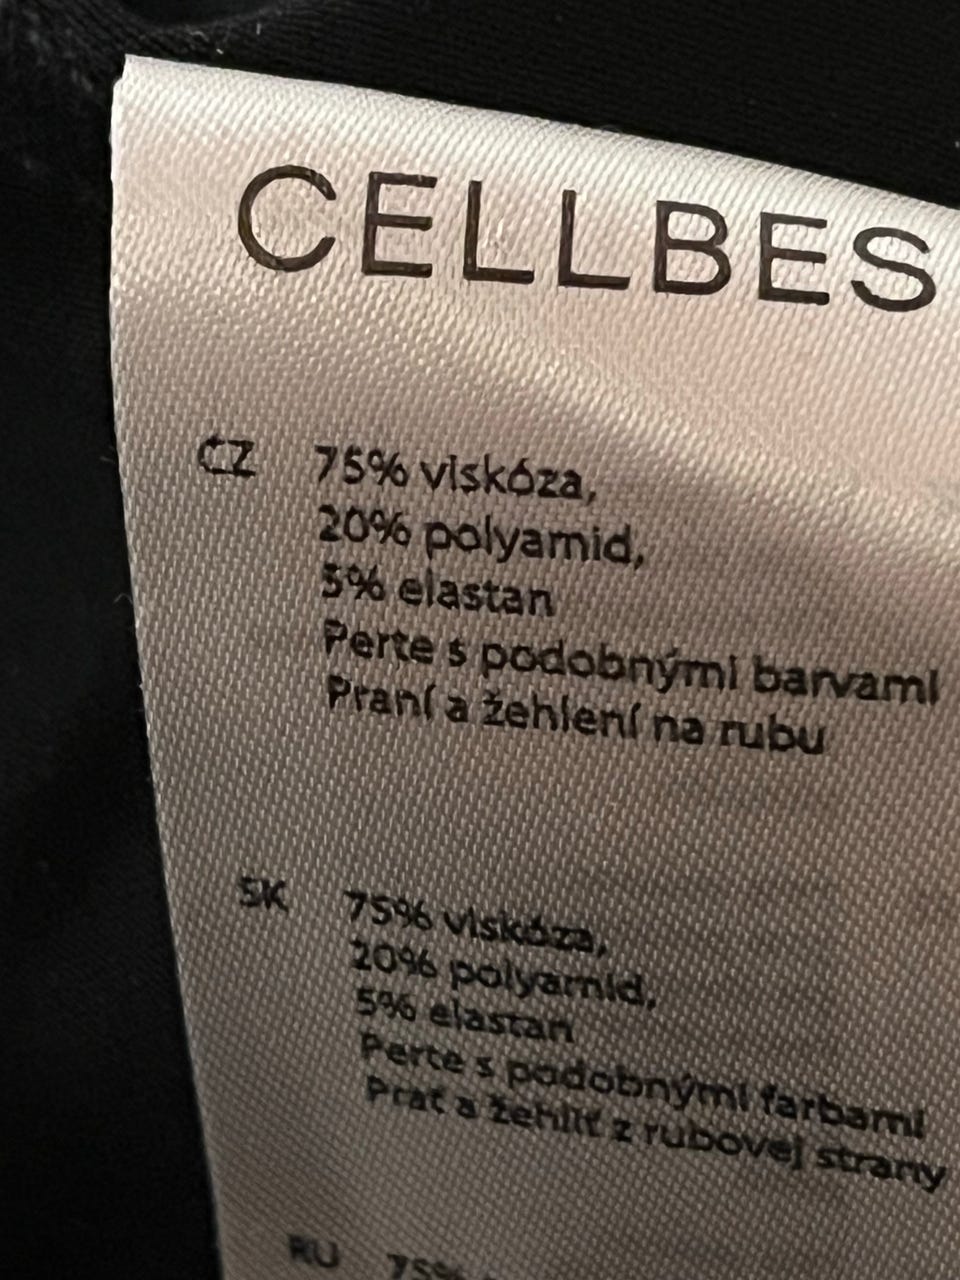 CELLBES
CZ 75% viskóza,
20% polyamid,
5% elastan
Perte s podobnými barvami
Praní a žehlení na rubu
SK 75% viskóza,
20% polyamid,
5% elastan
Perte s podobnými farbami
Prať a žehliť z rubovej strany
RU 75%